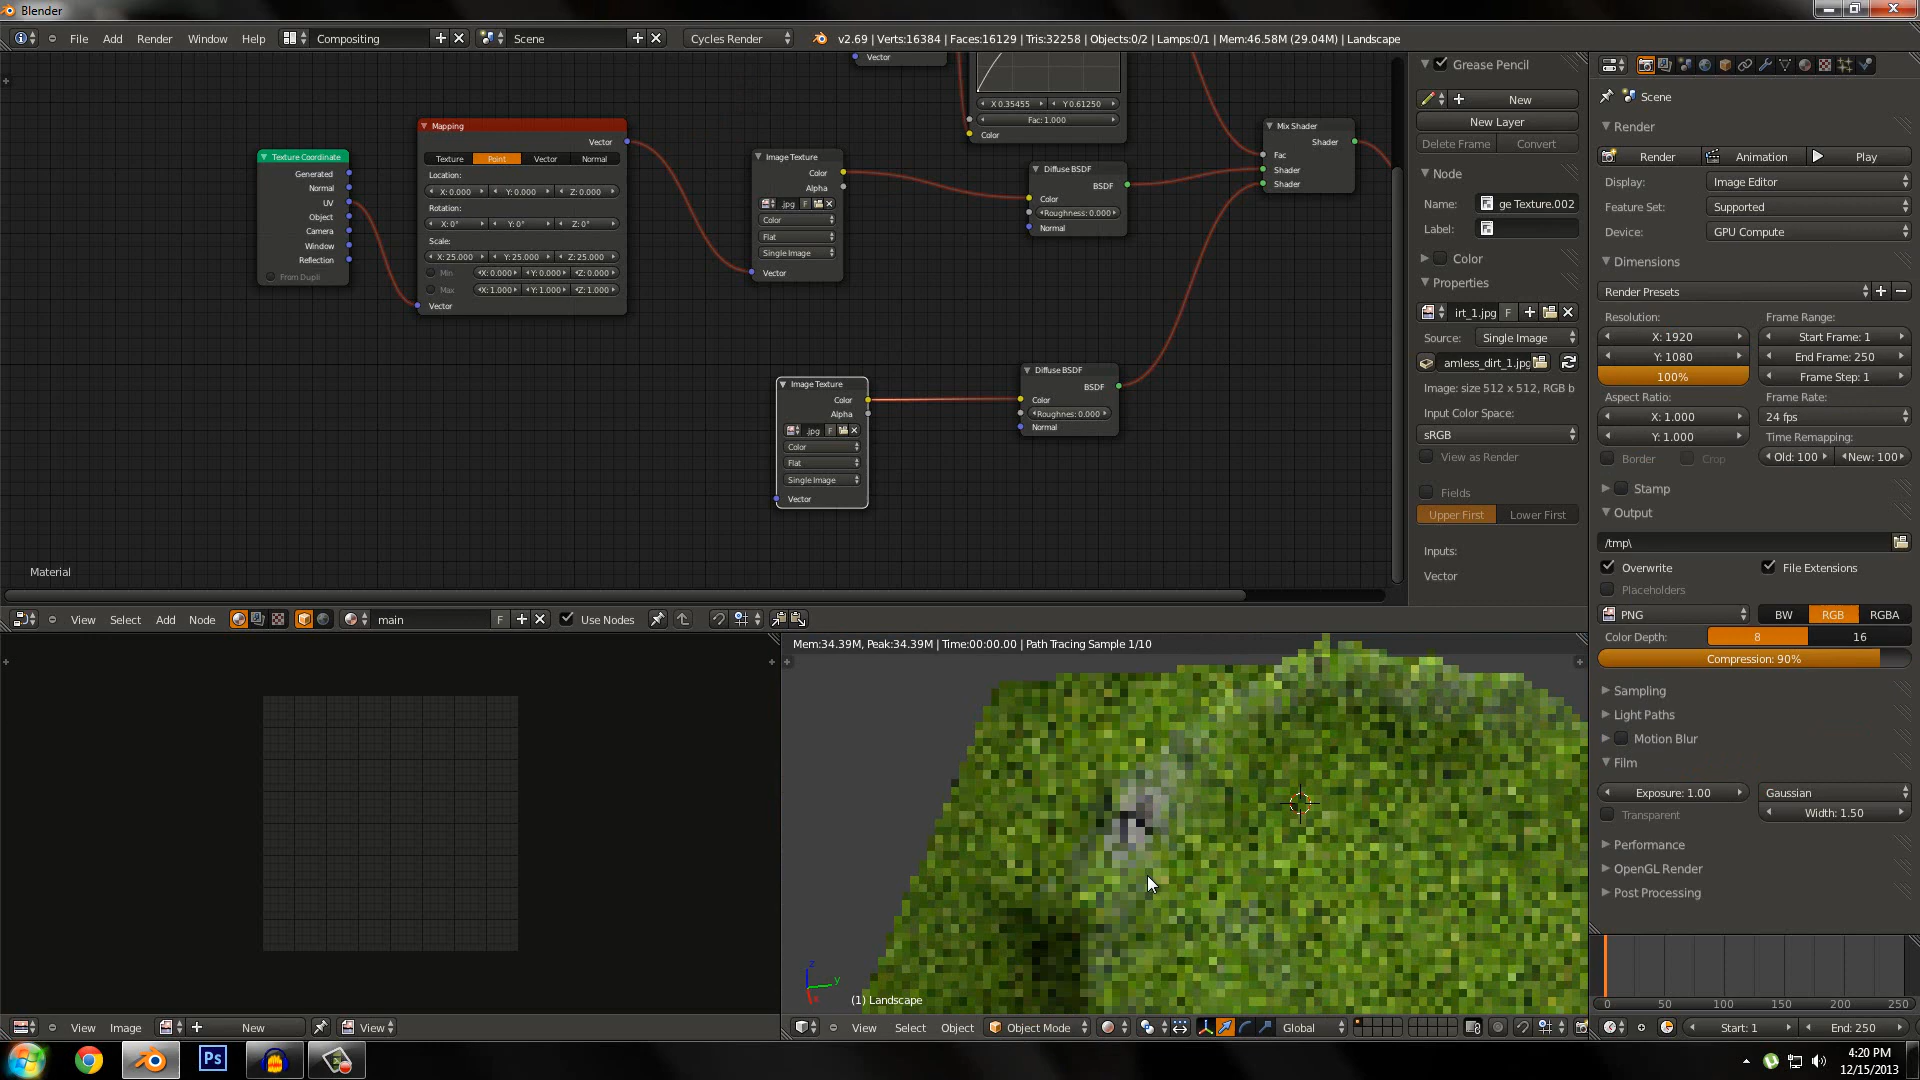 Blender
File Add Render Window Help Compositing Scene Cycles Render v2.69 | Verts:16384 | Faces:16129 | Tris:32258 | Objects:0/2 | Lamps:0/1 | Mem:46.58M (29.04M) | Landscape
Vector
X 0.35455 Y 0.61250
Fac: 1.000
Color
Mapping
Vector
Texture Point Vector Normal
Location:
X: 0.000 Y: 0.000 Z: 0.000
Rotation:
X: 0° Y: 0° Z: 0°
Scale:
X: 25.000 Y: 25.000 Z: 25.000
Min X: 0.000 Y: 0.000 Z: 0.000
Max X: 1.000 Y: 1.000 Z: 1.000
Vector
Texture Coordinate
Generated
Normal
UV
Object
Camera
Window
Reflection
From Dupli
Image Texture
Color
Alpha
.jpg F
Color
Flat
Single Image
Vector
Diffuse BSDF
BSDF
Color
Roughness: 0.000
Normal
Mix Shader
Shader
Fac
Shader
Shader
Image Texture
Color
Alpha
.jpg F
Color
Flat
Single Image
Vector
Diffuse BSDF
BSDF
Color
Roughness: 0.000
Normal
Material
View Select Add Node main F Use Nodes
Grease Pencil
New
New Layer
Delete Frame Convert
Node
Name: ge Texture.002
Label:
Color
Properties
irt_1.jpg F
Source: Single Image
amless_dirt_1.jpg
Image: size 512 x 512, RGB b
Input Color Space:
sRGB
View as Render
Fields
Upper First Lower First
Inputs:
Vector
Scene
Render
Render Animation Play
Display: Image Editor
Feature Set: Supported
Device: GPU Compute
Dimensions
Render Presets
Resolution: Frame Range:
X: 1920 Start Frame: 1
Y: 1080 End Frame: 250
100% Frame Step: 1
Aspect Ratio: Frame Rate:
X: 1.000 24 fps
Y: 1.000 Time Remapping:
Border Crop Old: 100 New: 100
Stamp
Output
/tmp\
Overwrite File Extensions
Placeholders
PNG BW RGB RGBA
Color Depth: 8 16
Compression: 90%
Sampling
Light Paths
Motion Blur
Film
Exposure: 1.00 Gaussian
Transparent Width: 1.50
Performance
OpenGL Render
Post Processing
0 50 100 150 200 250
Start: 1 End: 250
Mem:34.39M, Peak:34.39M | Time:00:00.00 | Path Tracing Sample 1/10
z
y
x
(1) Landscape
View Image New View
View Select Object Object Mode Global
Ps
4:20 PM
12/15/2013